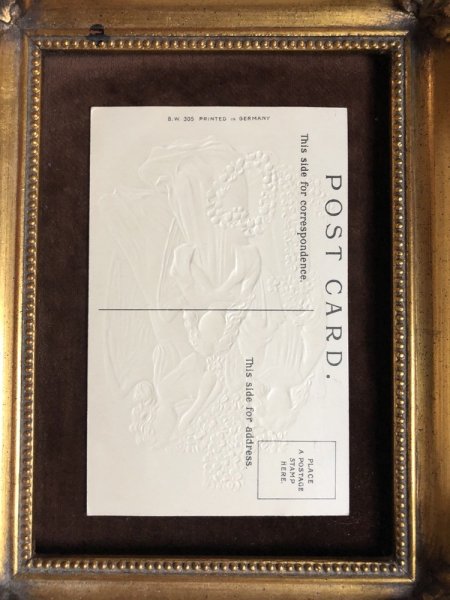 B.W. 305 PRINTED IN GERMANY
POST CARD.
This side for correspondence.
This side for address.
PLACE
A POSTAGE
STAMP
HERE.